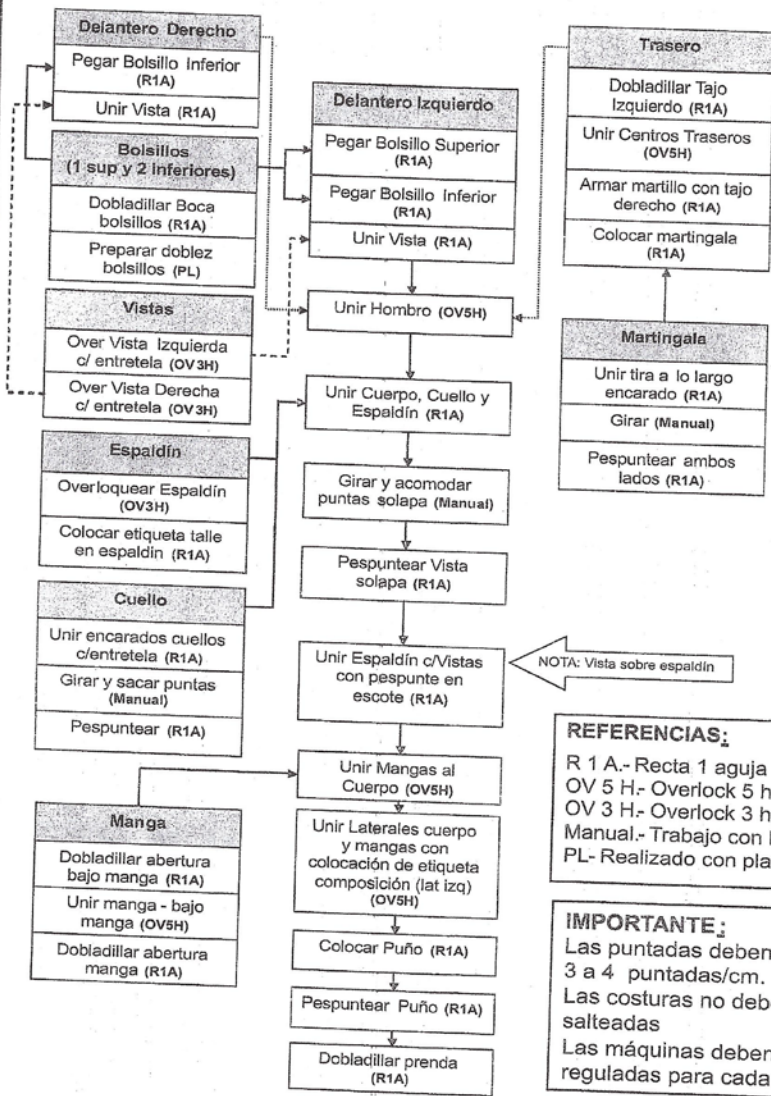 Delantero Derecho
Pegar Bolsillo Inferior
(R1A)
Unir Vista (R1A)
Bolsillos
(1 sup y 2 Inferiores)
Dobladillar Boca
bolsillos (R1A)
Preparar doblez
bolsillos (PL)
Vistas
Over Vista Izquierda
c/ entretela (OV3H)
Over Vista Derecha
c/ entretela (OV3H)
Espaldín
Overloquear Espaldín
(OV3H)
Colocar etiqueta talle
en espaldin (R1A)
Cuello
Unir encarados cuellos
c/entretela (R1A)
Girar y sacar puntas
(Manual)
Pespuntear (R1A)
Manga
Dobladillar abertura
bajo manga (R1A)
Unir manga - bajo
manga (OV5H)
Dobladillar abertura
manga (R1A)
Delantero Izquierdo
Pegar Bolsillo Superior
(R1A)
Pegar Bolsillo Inferior
(R1A)
Unir Vista (R1A)
Unir Hombro (OV5H)
Unir Cuerpo, Cuello y
Espaldín (R1A)
Girar y acomodar
puntas solapa (Manual)
Pespuntear Vista
solapa (R1A)
Unir Espaldín c/Vistas
con pespunte en
escote (R1A)
NOTA: Vista sobre espaldin
Unir Mangas al
Cuerpo (OV5H)
Unir Laterales cuerpo
y mangas con
colocación de etiqueta
composición (lat izq)
(OV5H)
Colocar Puño (R1A)
Pespuntear Puño (R1A)
Dobladillar prenda
(R1A)
Trasero
Dobladillar Tajo
Izquierdo (R1A)
Unir Centros Traseros
(OV5H)
Armar martillo con tajo
derecho (R1A)
Colocar martingala
(R1A)
Martingala
Unir tira a lo largo
encarado (R1A)
Girar (Manual)
Pespuntear ambos
lados (R1A)
REFERENCIAS:
R 1 A.- Recta 1 aguja
OV 5 H.- Overlock 5 h
OV 3 H.- Overlock 3 h
Manual.- Trabajo con
PL- Realizado con pla
IMPORTANTE:
Las puntadas deben
3 a 4 puntadas/cm.
Las costuras no deb
salteadas
Las máquinas deben
reguladas para cada